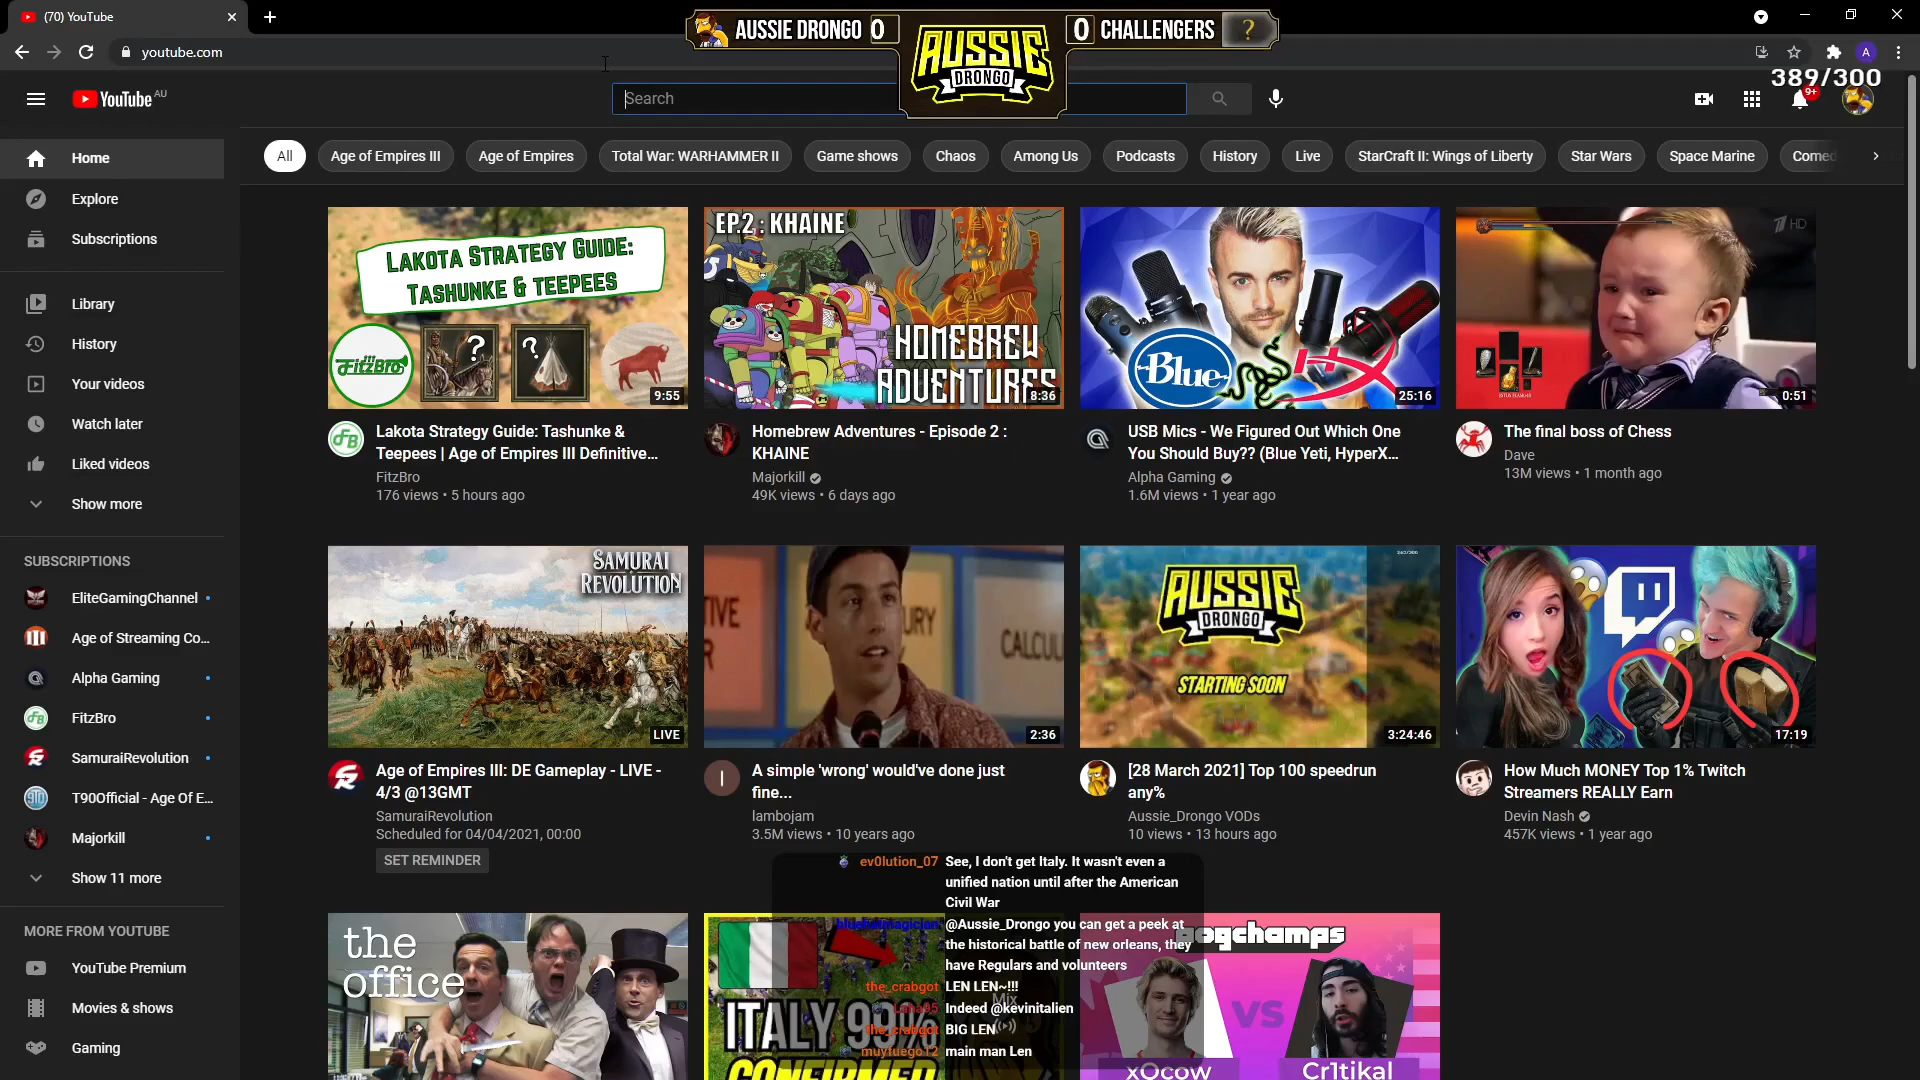 (70) YouTube
AUSSIE DRONGO 0
AUSSIE
DRONGO
0 CHALLENGERS ?
youtube.com
A
389/300
YouTube AU
Search
9+
Home
Explore
Subscriptions
Library
History
Your videos
Watch later
Liked videos
Show more
SUBSCRIPTIONS
EliteGamingChannel
Age of Streaming Co...
Alpha Gaming
FitzBro
SamuraiRevolution
T90Official - Age Of E...
Majorkill
Show 11 more
MORE FROM YOUTUBE
YouTube Premium
Movies & shows
Gaming
All
Age of Empires III
Age of Empires
Total War: WARHAMMER II
Game shows
Chaos
Among Us
Podcasts
History
Live
StarCraft II: Wings of Liberty
Star Wars
Space Marine
Comed
LAKOTA STRATEGY GUIDE:
TASHUNKE & TEEPEES
FITZBRO
? ?
9:55
Lakota Strategy Guide: Tashunke &
Teepees | Age of Empires III Definitive...
FitzBro
176 views • 5 hours ago
EP.2 : KHAINE
HOMEBREW
ADVENTURES
8:36
Homebrew Adventures - Episode 2 :
KHAINE
Majorkill
49K views • 6 days ago
Blue
25:16
USB Mics - We Figured Out Which One
You Should Buy?? (Blue Yeti, HyperX...
Alpha Gaming
1.6M views • 1 year ago
HD
0:51
The final boss of Chess
Dave
13M views • 1 month ago
SAMURAI
REVOLUTION
LIVE
Age of Empires III: DE Gameplay - LIVE -
4/3 @13GMT
SamuraiRevolution
Scheduled for 04/04/2021, 00:00
SET REMINDER
CALCUL
2:36
A simple 'wrong' would've done just
fine...
I
lambojam
3.5M views • 10 years ago
AUSSIE
DRONGO
STARTING SOON
3:24:46
[28 March 2021] Top 100 speedrun
any%
Aussie_Drongo VODs
10 views • 13 hours ago
17:19
How Much MONEY Top 1% Twitch
Streamers REALLY Earn
Devin Nash
457K views • 1 year ago
the
office
ITALY 99%
CONFIRMED
Mix
VS
xQcow
Cr1tikal
ev0lution_07 See, I don't get Italy. It wasn't even a
unified nation until after the American
Civil War
@Aussie_Drongo you can get a peek at
the historical battle of new orleans, they
have Regulars and volunteers
the_crabgot LEN LEN~!!!
Indeed @kevinitalien
the_crabgot BIG LEN
muyfuego12 main man Len